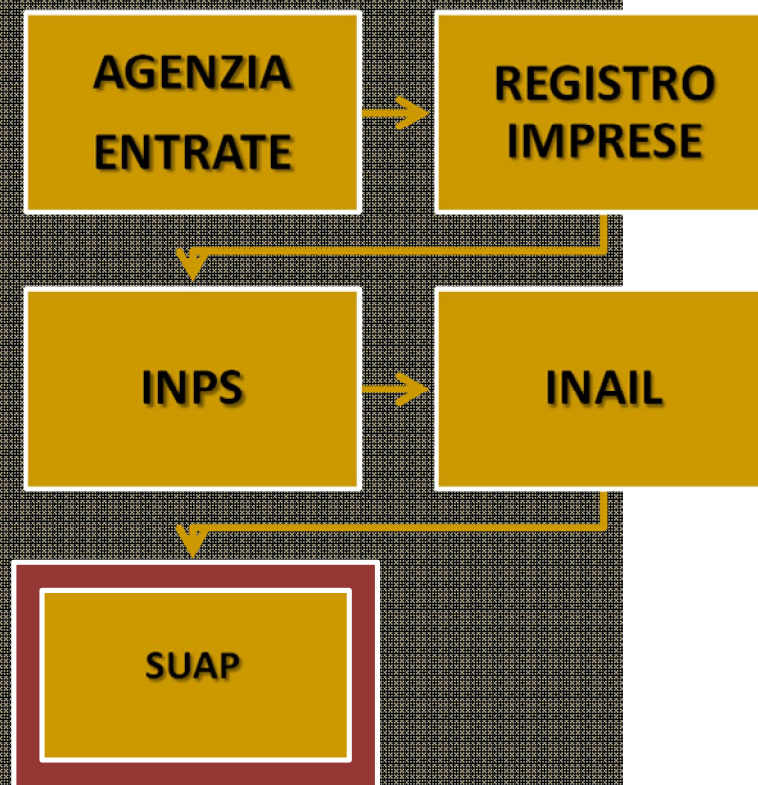 AGENZIA
ENTRATE
REGISTRO
IMPRESE
INPS
INAIL
SUAP